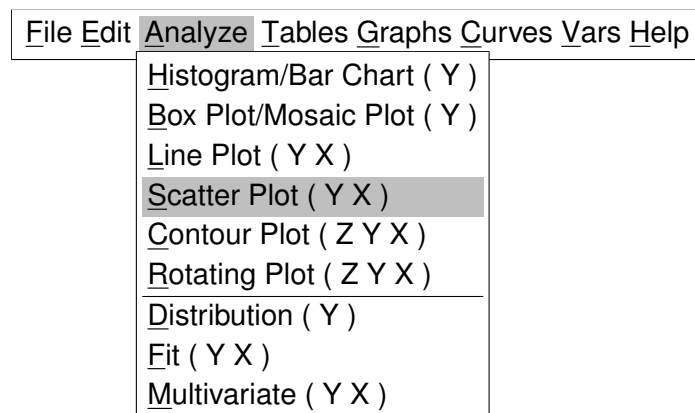 File Edit Analyze Tables Graphs Curves Vars Help
Histogram/Bar Chart ( Y )
Box Plot/Mosaic Plot ( Y )
Line Plot ( Y X )
Scatter Plot ( Y X )
Contour Plot ( Z Y X )
Rotating Plot ( Z Y X )
Distribution ( Y )
Fit ( Y X )
Multivariate ( Y X )